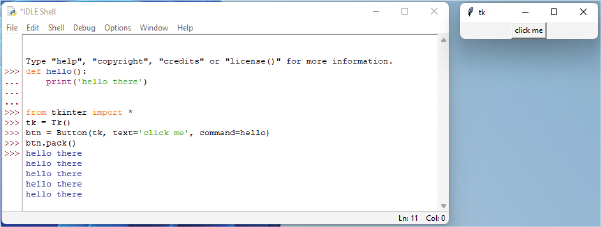 *IDLE Shell
File Edit Shell Debug Options Window Help
Type "help", "copyright", "credits" or "license()" for more information.
>>> def hello():
...     print('hello there')
...
...
>>> from tkinter import *
>>> tk = Tk()
>>> btn = Button(tk, text='click me', command=hello)
>>> btn.pack()
>>> hello there
hello there
hello there
hello there
hello there
Ln: 11 Col: 0
tk
click me